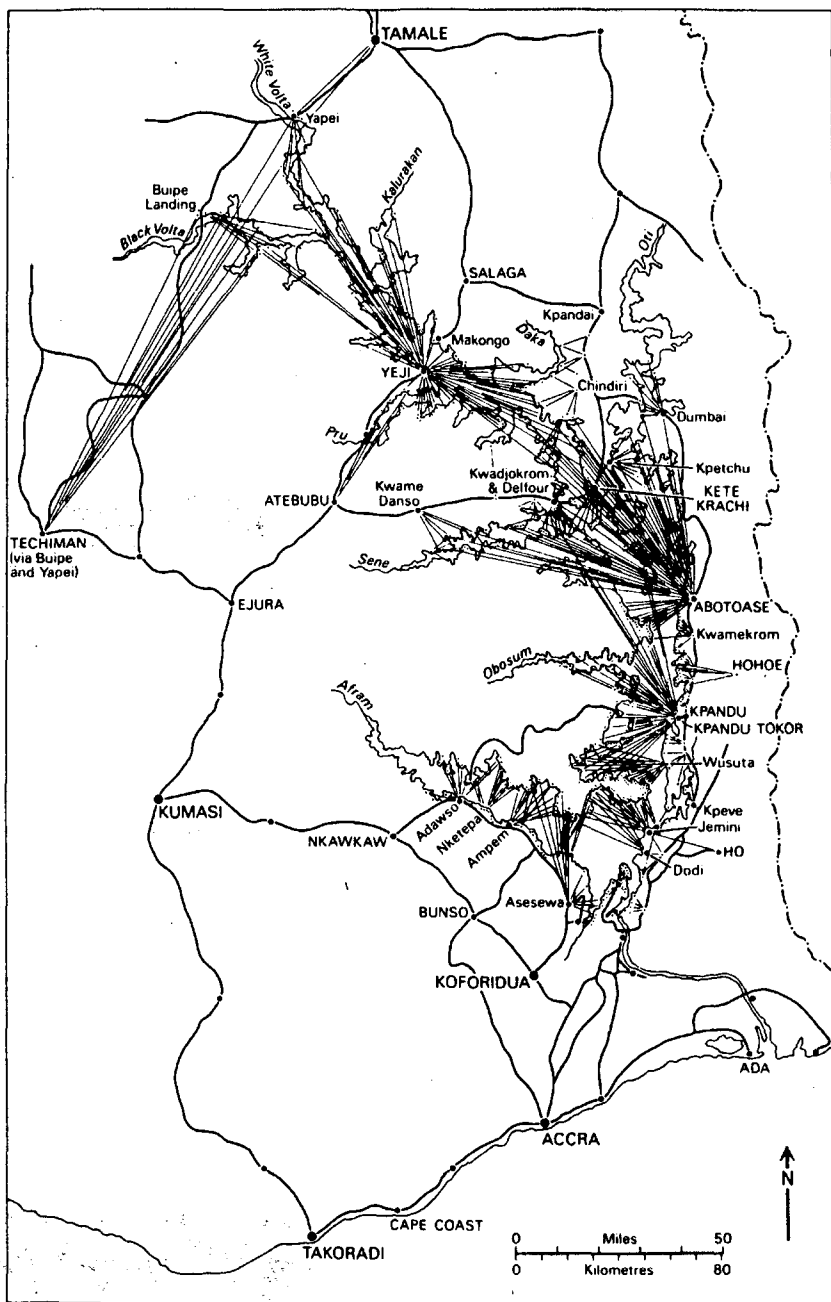 TAMALE
White Volta
Yapei
Kalurakan
Buipe
Landing
Black Volta
Oti
SALAGA
Kpandai
Daka
Makongo
YEJI
Chindiri
Dumbai
Pru
Kpetchu
Kwadjokrom
& Delfour
KETE
KRACHI
Kwame
Danso
ATEBUBU
TECHIMAN
(via Buipe
and Yapei)
Sene
EJURA
ABOTOASE
Kwamekrom
Obosum
HOHOE
Afram
KPANDU
KPANDU TOKOR
Wusuta
KUMASI
Adawso
Nketepa
Ampem
Kpeve
Jemini
NKAWKAW
HO
Dodi
Asesewa
BUNSO
KOFORIDUA
ADA
ACCRA
N
CAPE COAST
TAKORADI
0 Miles 50
0 Kilometres 80